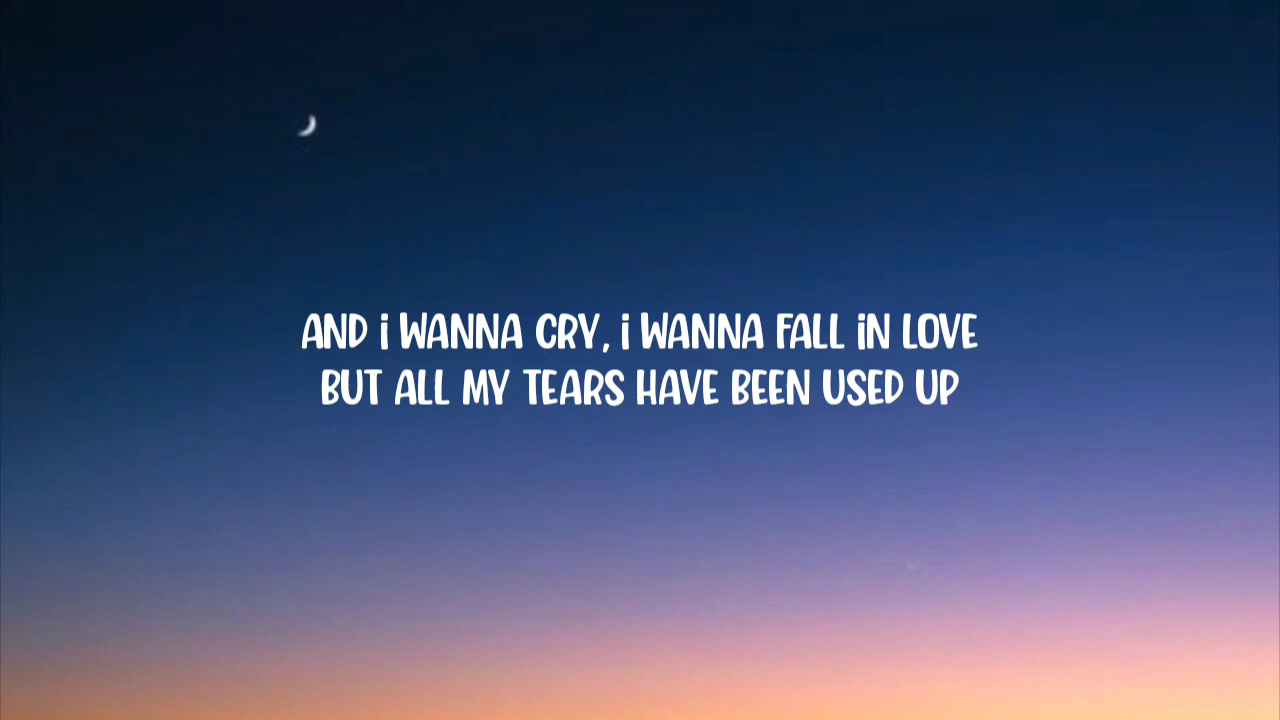 AND i WANNA CRY, i WANNA FALL iN LOVE
BUT ALL MY TEARS HAVE BEEN USED UP